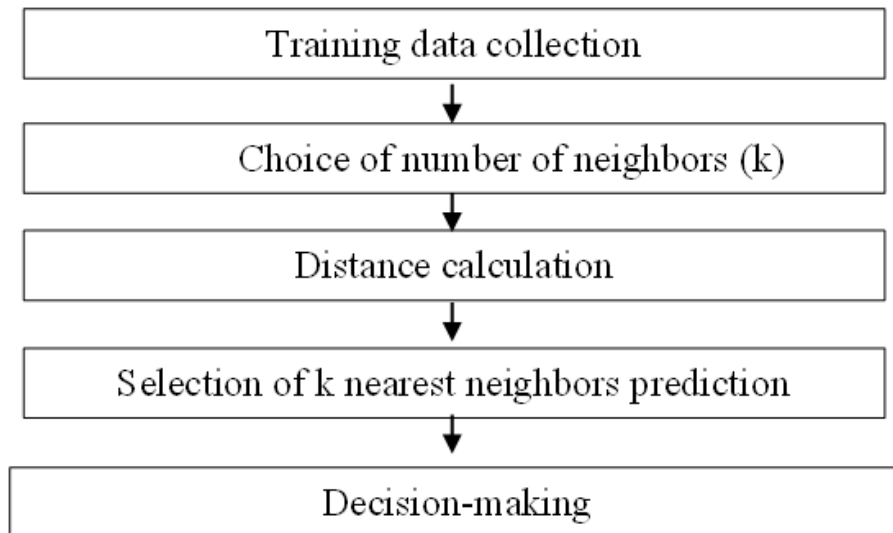 Training data collection
Choice of number of neighbors (k)
Distance calculation
Selection of k nearest neighbors prediction
Decision-making